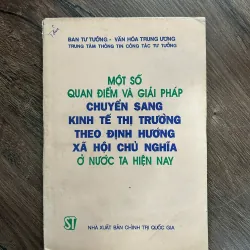 BAN TƯ TƯỞNG - VĂN HÓA TRUNG ƯƠNG
TRUNG TÂM THÔNG TIN CÔNG TÁC TƯ TƯỞNG
MỘT SỐ
QUAN ĐIỂM VÀ GIẢI PHÁP
CHUYỂN SANG
KINH TẾ THỊ TRƯỜNG
THEO ĐỊNH HƯỚNG
XÃ HỘI CHỦ NGHĨA
Ở NƯỚC TA HIỆN NAY
ST
NHÀ XUẤT BẢN CHÍNH TRỊ QUỐC GIA